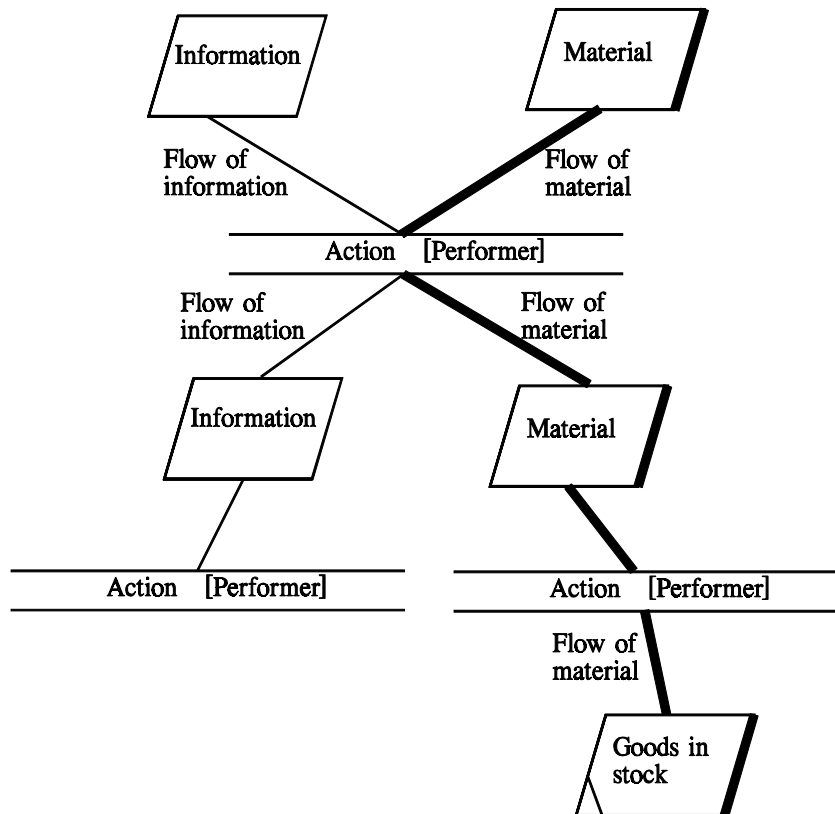 Information
Material
Flow of
information
Flow of
material
Action [Performer]
Flow of
information
Flow of
material
Information
Material
Action [Performer]
Action [Performer]
Flow of
material
Goods in
stock